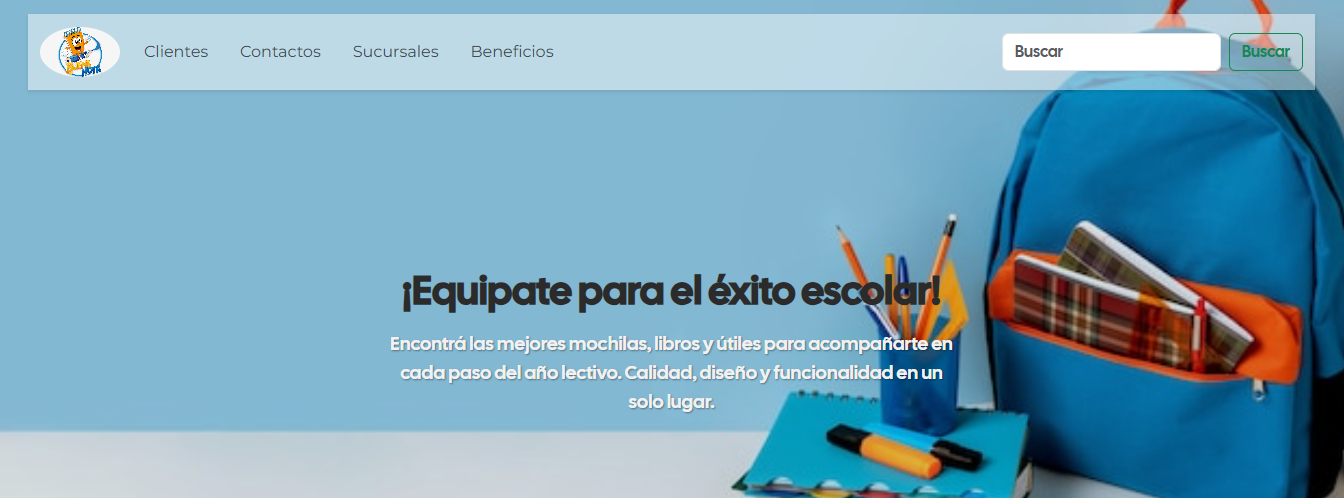 Clientes Contactos Sucursales Beneficios Buscar Buscar
¡Equipate para el éxito escolar!
Encontrá las mejores mochilas, libros y útiles para acompañarte en
cada paso del año lectivo. Calidad, diseño y funcionalidad en un
solo lugar.